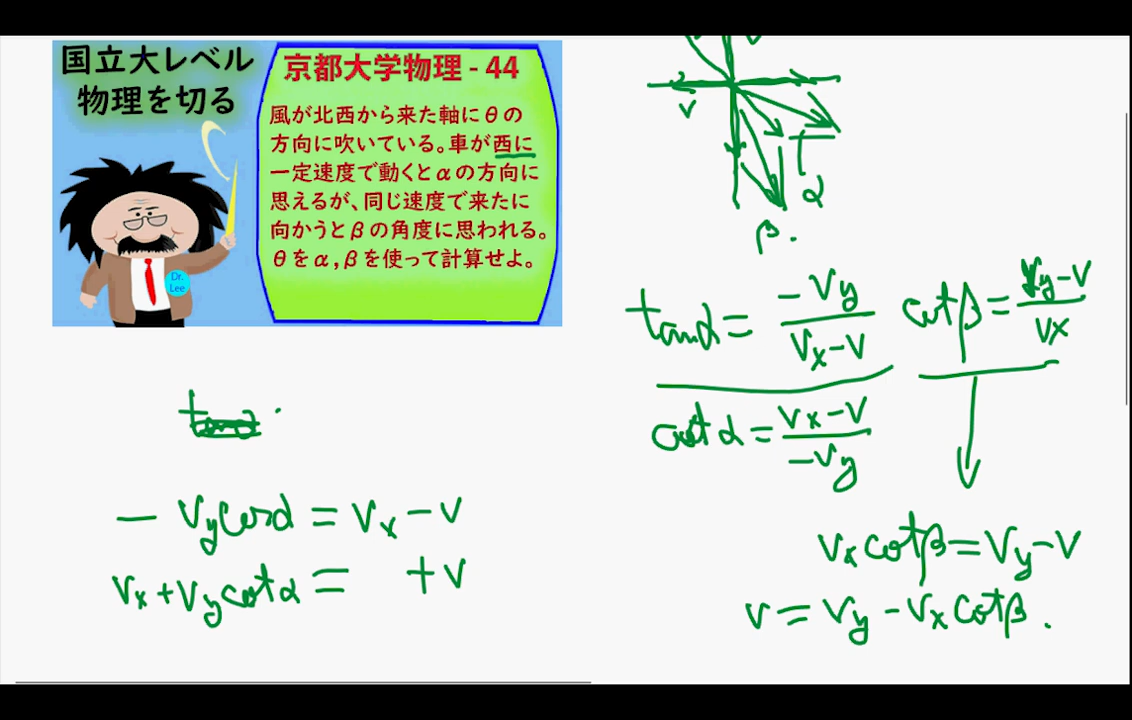 国立大レベル
物理を切る
京都大学物理 - 44
風が北西から来た軸にθの
方向に吹いている。車が西に
一定速度で動くとαの方向に
思えるが、同じ速度で来たに
向かうとβの角度に思われる。
θをα,βを使って計算せよ。
Dr.
Lee
V
α
β.
tanα = -Vy / Vx-V
cotβ = Vy-V / Vx
cotα = Vx-V / -Vy
- Vy cotα = Vx - V
Vx + Vy cotα = + V
Vx cotβ = Vy - V
V = Vy - Vx cotβ.